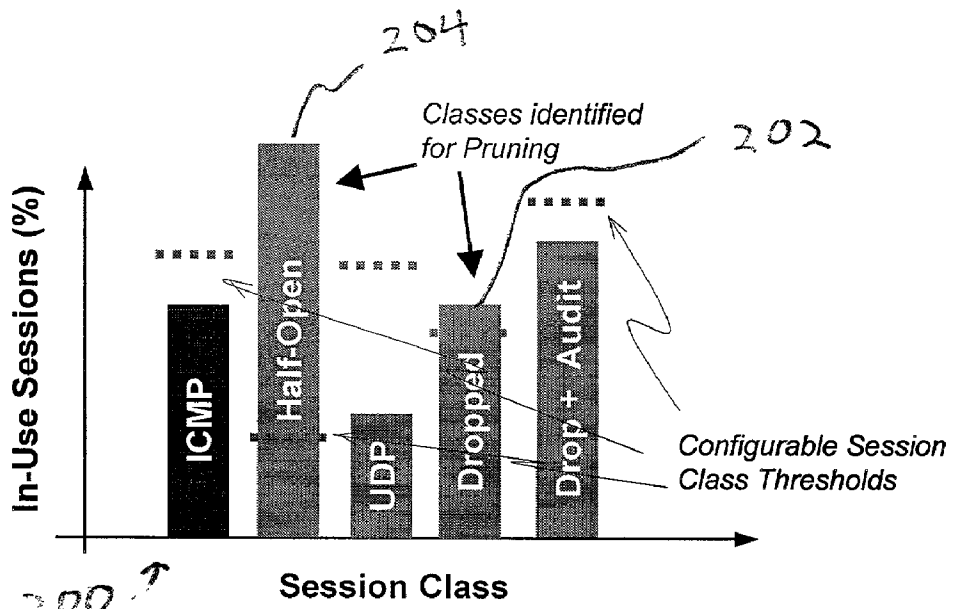 204
Classes identified
for Pruning
202
In-Use Sessions (%)
ICMP
Half-Open
UDP
Dropped
Drop + Audit
Configurable Session
Class Thresholds
200
Session Class